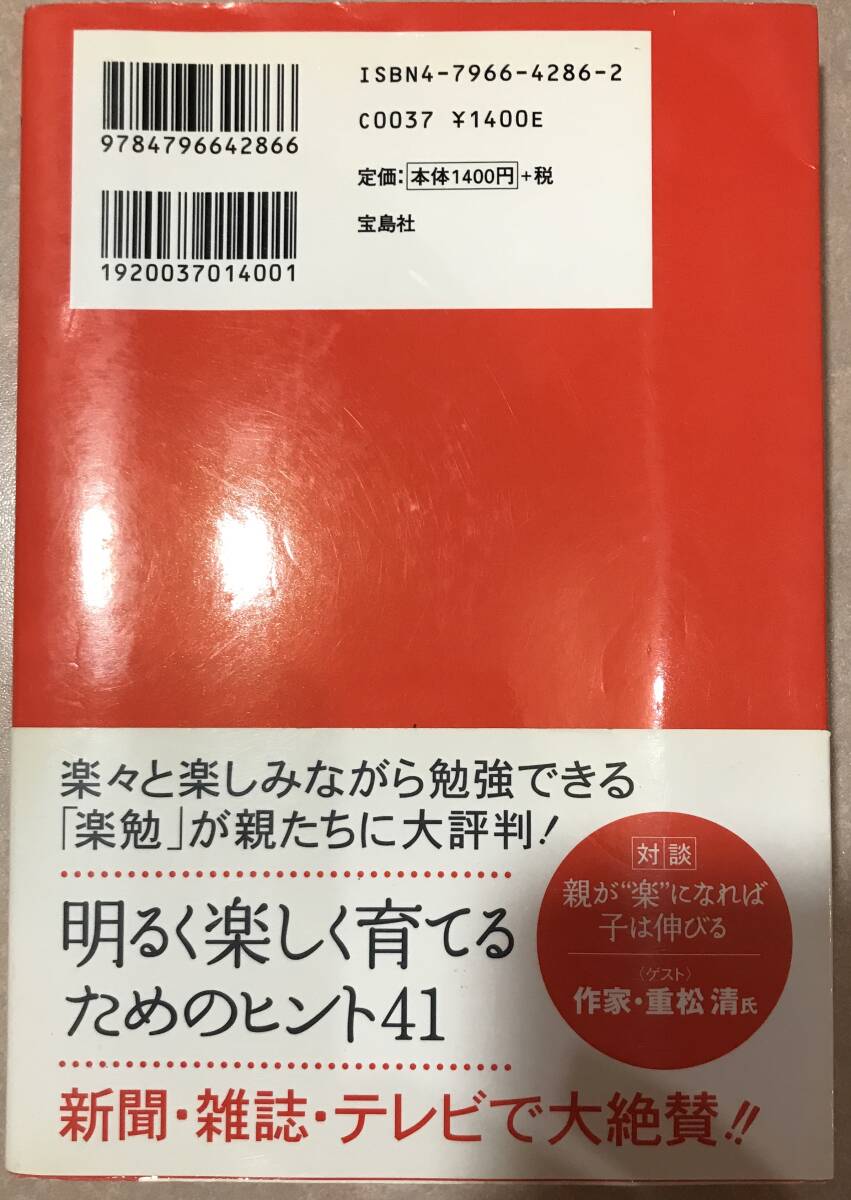 ISBN4-7966-4286-2
C0037 ¥1400E
9784796642866
定価：本体1400円+税
宝島社
1920037014001
楽々と楽しみながら勉強できる
「楽勉」が親たちに大評判！
明るく楽しく育てる
ためのヒント41
新聞・雑誌・テレビで大絶賛!!
対談
親が“楽”になれば
子は伸びる
〈ゲスト〉
作家・重松清氏